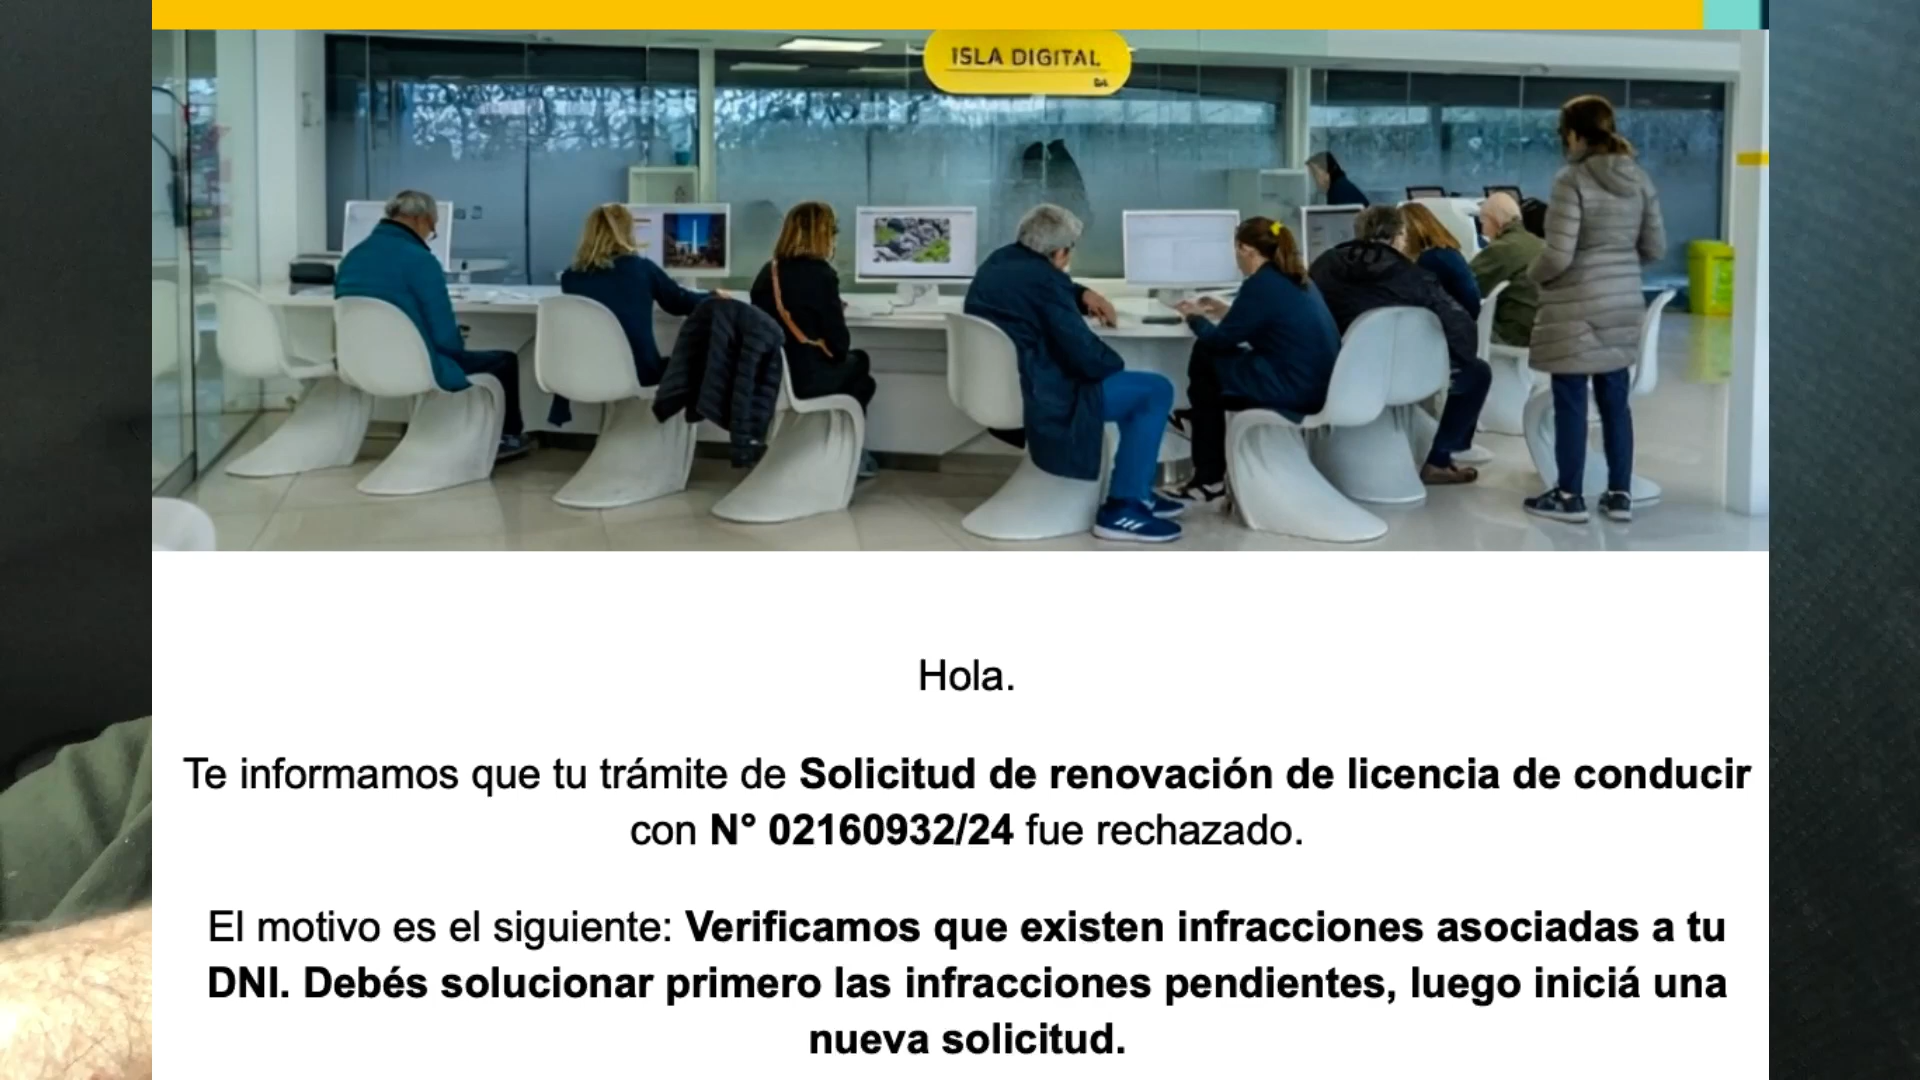 ISLA DIGITAL
BA
Hola.
Te informamos que tu trámite de Solicitud de renovación de licencia de conducir
con N° 02160932/24 fue rechazado.
El motivo es el siguiente: Verificamos que existen infracciones asociadas a tu
DNI. Debés solucionar primero las infracciones pendientes, luego iniciá una
nueva solicitud.